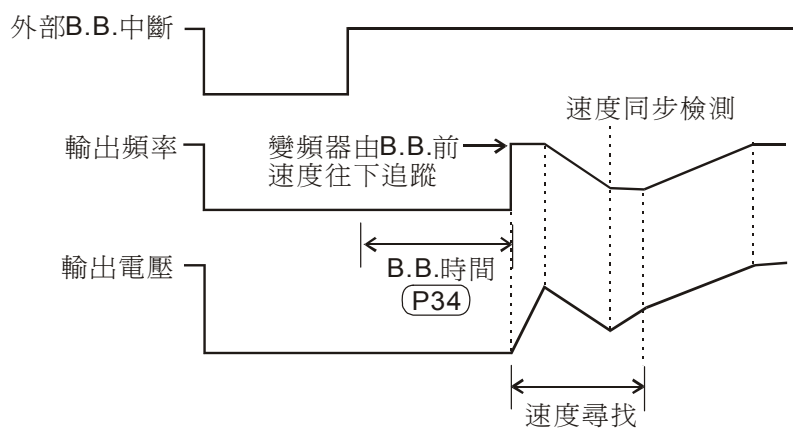 外部B.B.中斷
速度同步檢測
輸出頻率
變頻器由B.B.前
速度往下追蹤
輸出電壓
B.B.時間
P34
速度尋找